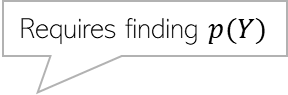 Requires finding p(Y)